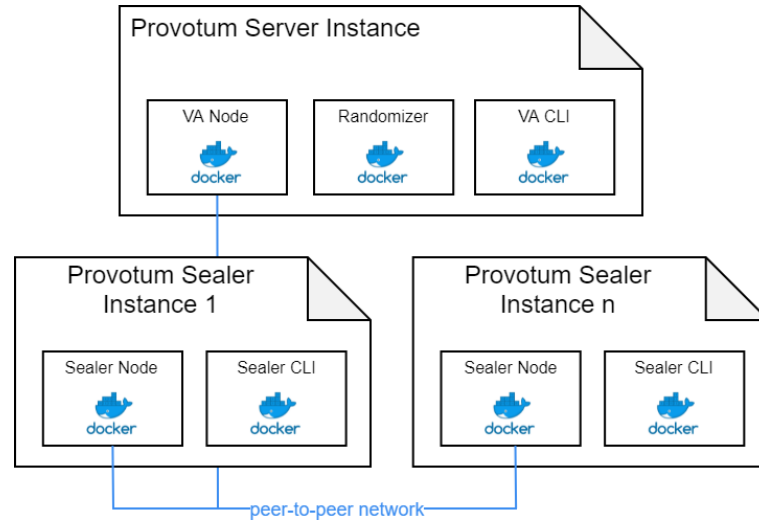 Provotum Server Instance
VA Node
Randomizer
VA CLI
docker
docker
docker
Provotum Sealer
Instance 1
Sealer Node
Sealer CLI
docker
docker
Provotum Sealer
Instance n
Sealer Node
Sealer CLI
docker
docker
peer-to-peer network